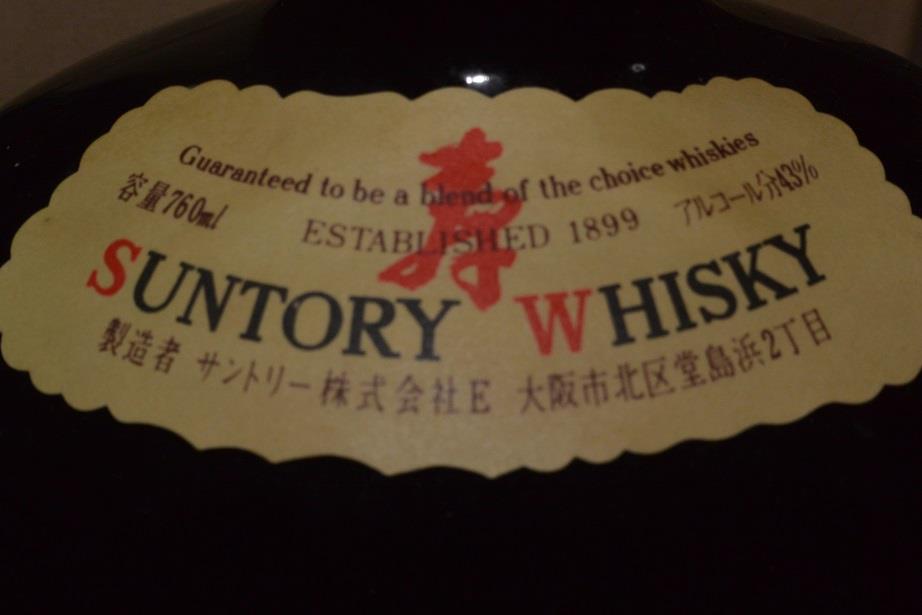 寿
Guaranteed to be a blend of the choice whiskies
容量760ml
アルコール分43%
ESTABLISHED 1899
SUNTORY WHISKY
製造者 サントリー株式会社E 大阪市北区堂島浜2丁目